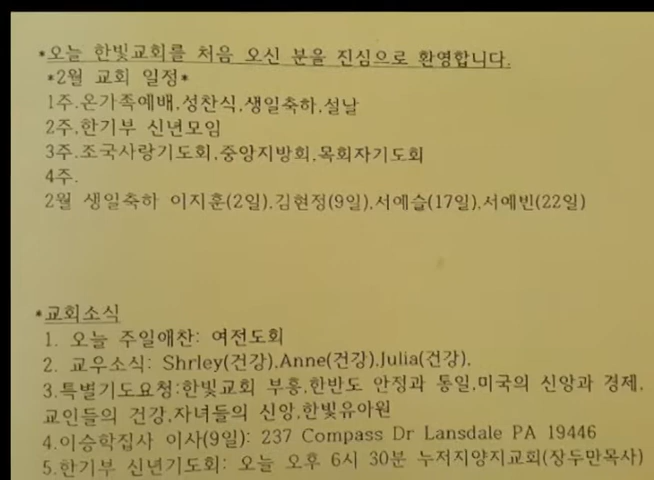 *오늘 한빛교회를 처음 오신 분을 진심으로 환영합니다.
*2월 교회 일정*
1주.온가족예배,성찬식,생일축하,설날
2주,한기부 신년모임
3주.조국사랑기도회,중앙지방회,목회자기도회
4주.
2월 생일축하 이지훈(2일),김현정(9일),서예슬(17일),서예빈(22일)
*교회소식
1. 오늘 주일애찬: 여전도회
2. 교우소식: Shrley(건강),Anne(건강),Julia(건강),
3.특별기도요청:한빛교회 부흥,한반도 안정과 통일,미국의 신앙과 경제,
교인들의 건강,자녀들의 신앙,한빛유아원
4.이승학집사 이사(9일): 237 Compass Dr Lansdale PA 19446
5.한기부 신년기도회: 오늘 오후 6시 30분 누저지양지교회(장두만목사)